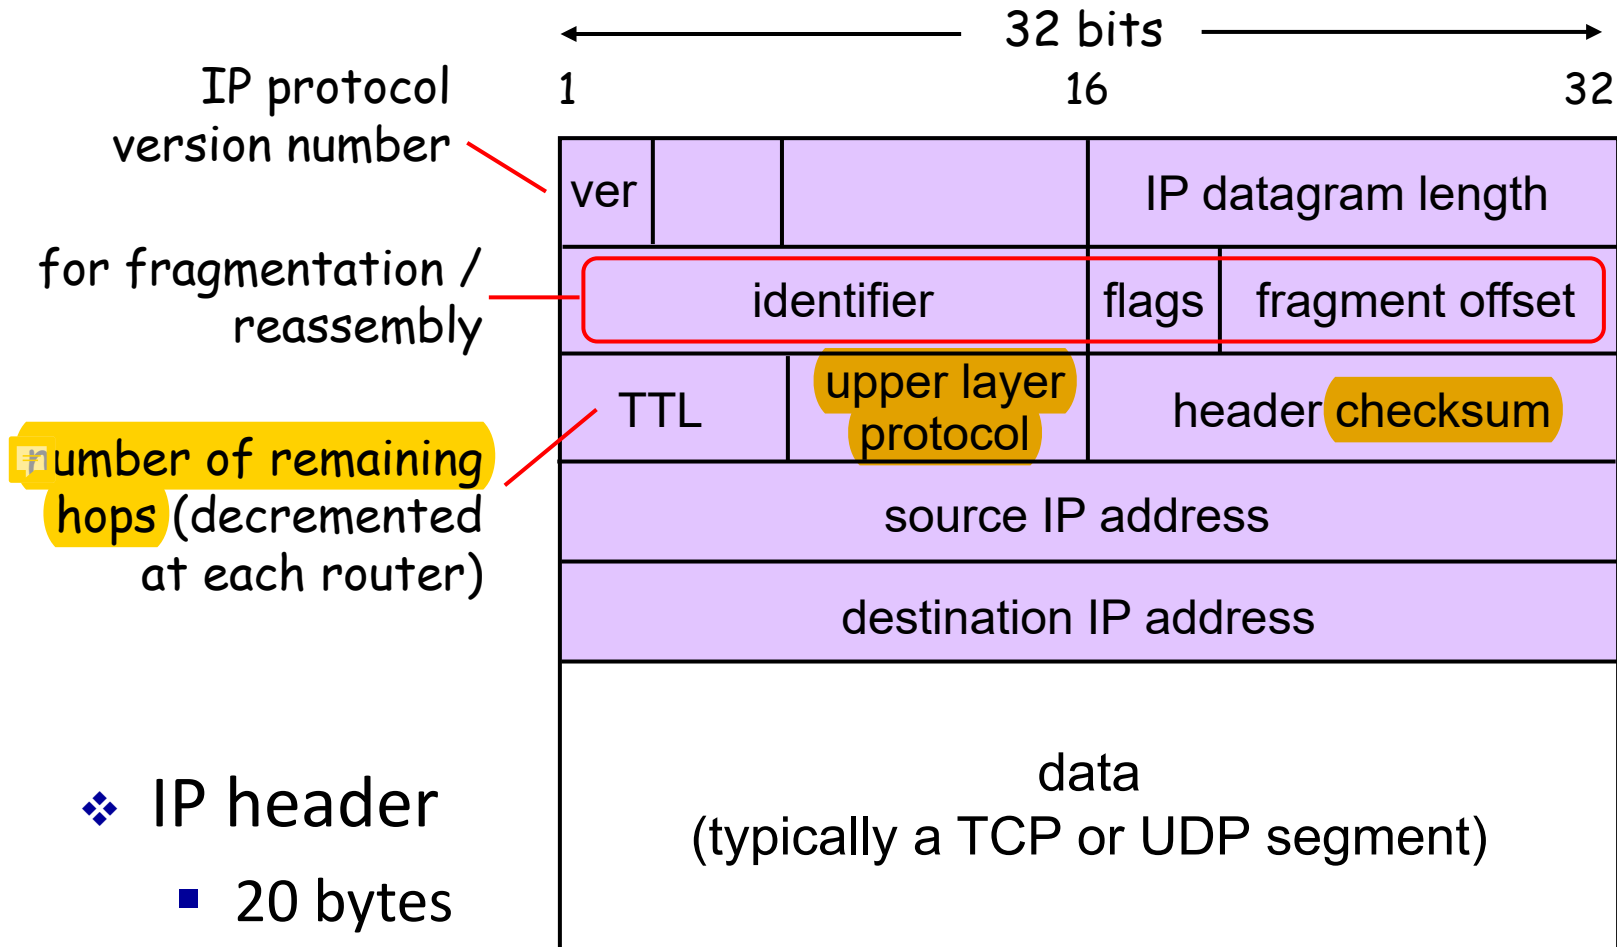 32 bits
1 16 32
IP protocol
version number
ver
IP datagram length
for fragmentation /
reassembly
identifier
flags
fragment offset
TTL
upper layer
protocol
header checksum
number of remaining
hops (decremented
at each router)
source IP address
destination IP address
data
(typically a TCP or UDP segment)
IP header
20 bytes